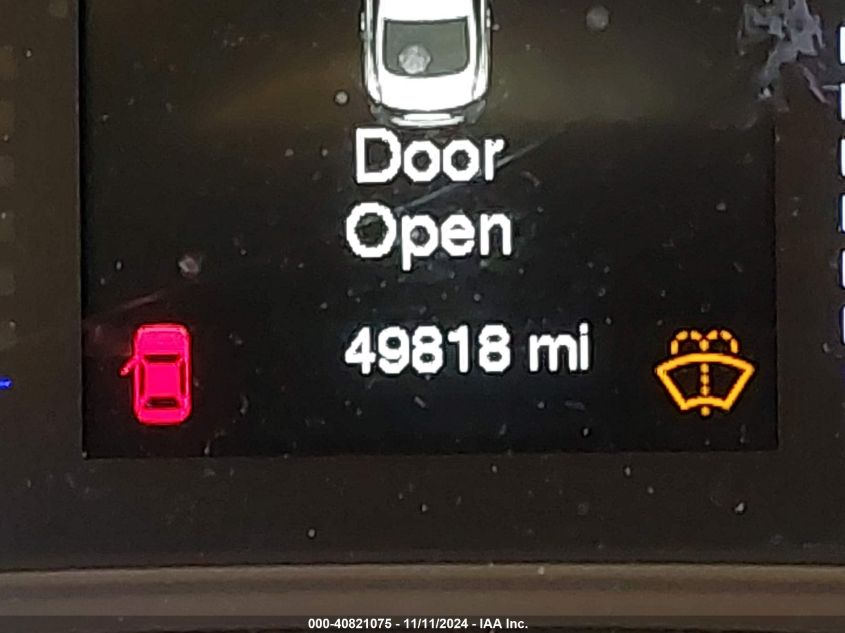 Door
Open
49818 mi
000-40821075 - 11/11/2024 - IAA Inc.